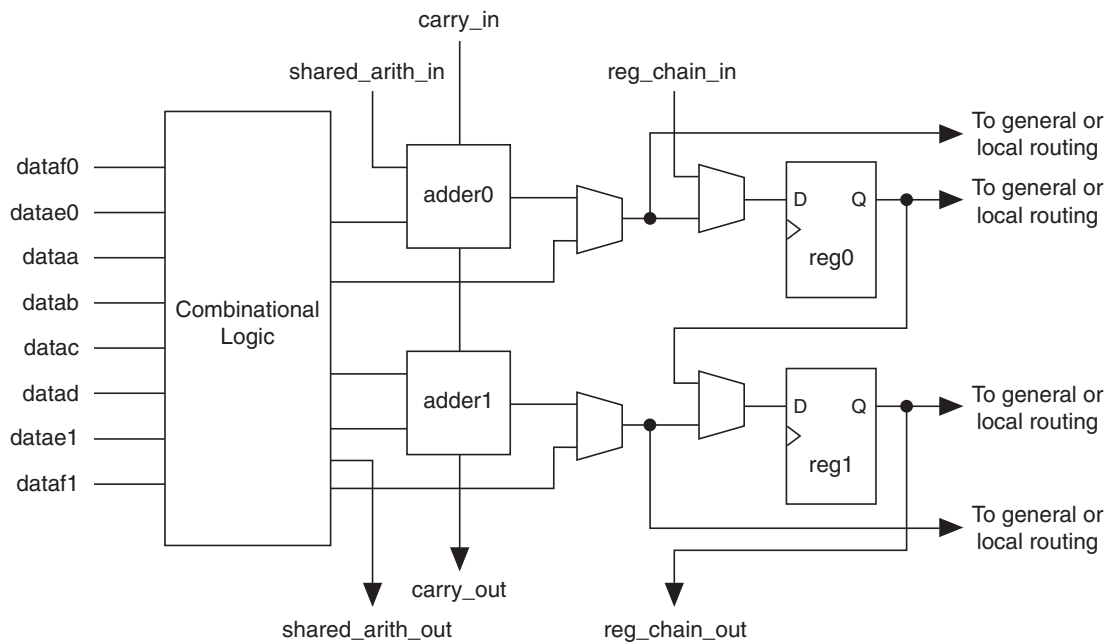 carry_in
shared_arith_in
reg_chain_in
To general or
local routing
dataf0
adder0
D
Q
To general or
local routing
datae0
reg0
dataa
datab
Combinational
Logic
datac
datad
adder1
D
Q
To general or
local routing
datae1
reg1
dataf1
To general or
local routing
carry_out
shared_arith_out
reg_chain_out